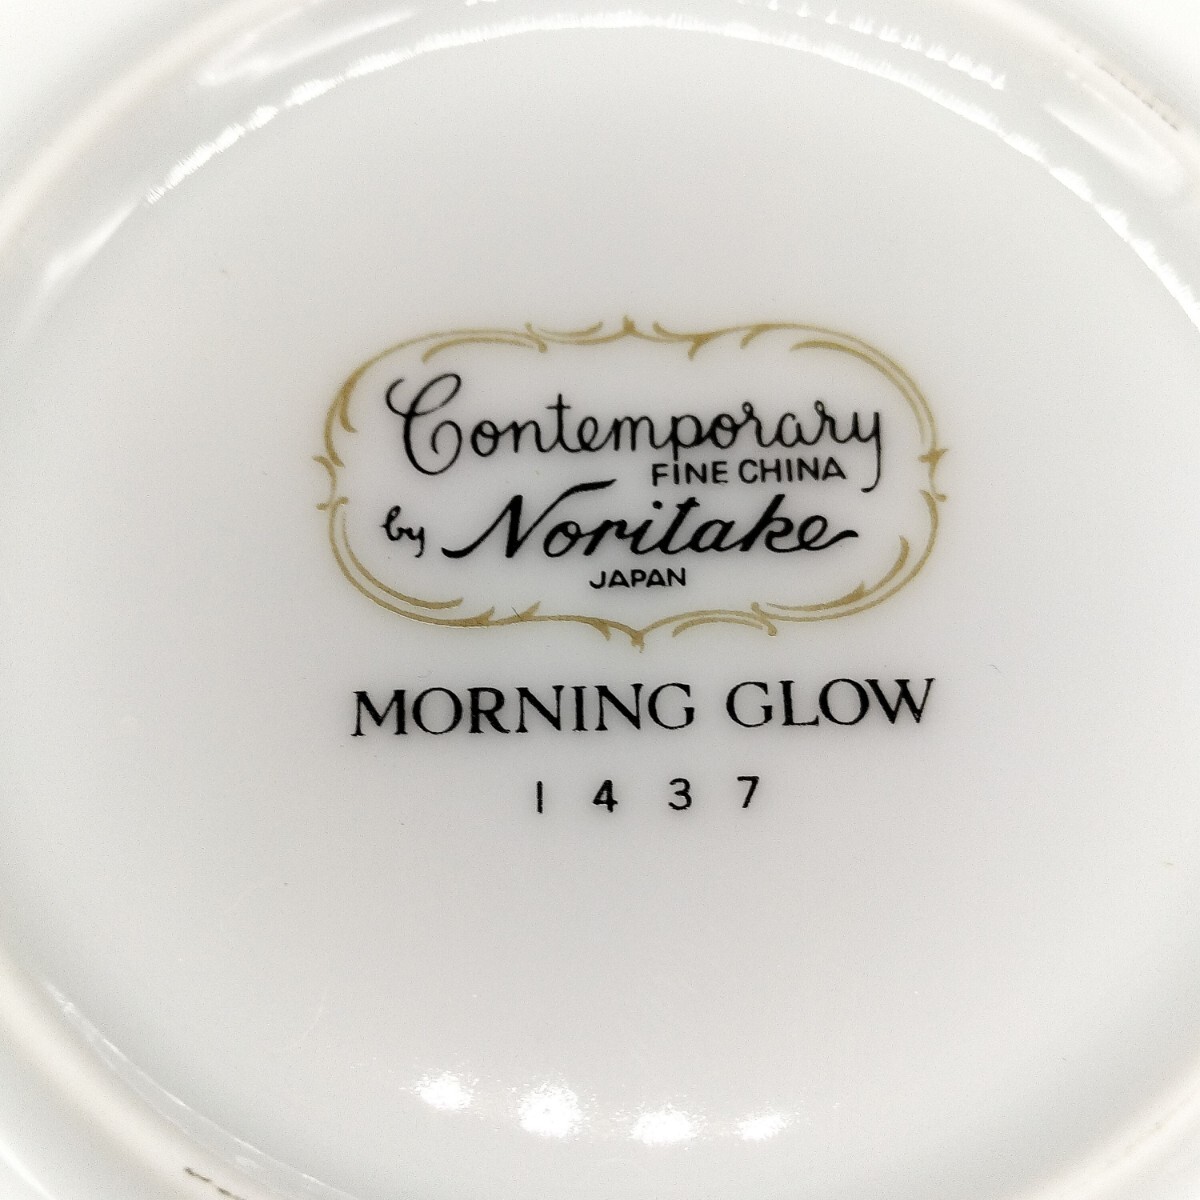 Contemporary
FINE CHINA
by Noritake
JAPAN
MORNING GLOW
1437